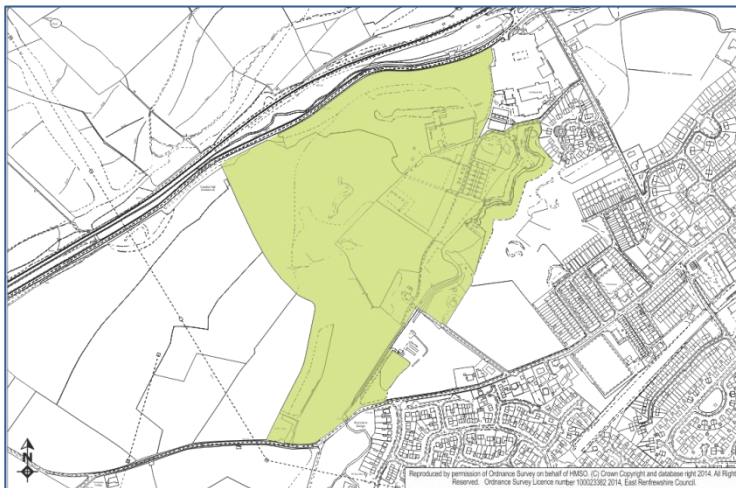 N
Reproduced by permission of Ordnance Survey on behalf of HMSO. (C) Crown Copyright and database right 2014. All Right
Reserved. Ordnance Survey Licence number 100023382 2014, East Renfrewshire Council.